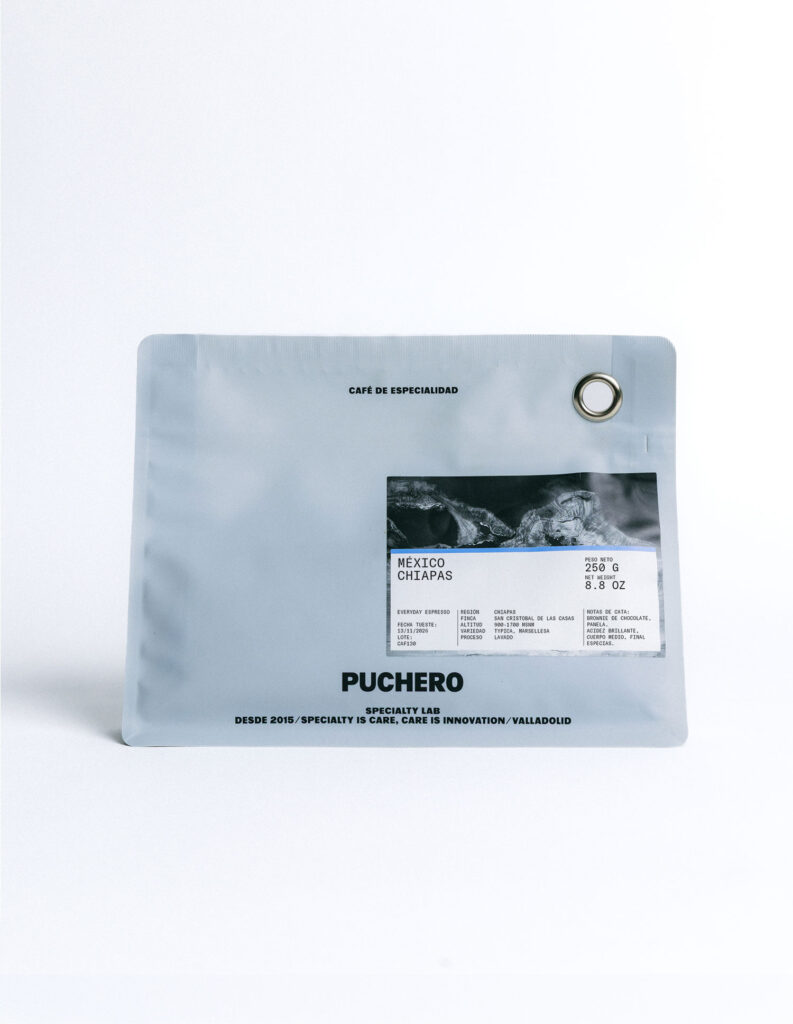 CAFÉ DE ESPECIALIDAD
MÉXICO
CHIAPAS
PESO NETO
250 G
NET WEIGHT
8.8 OZ
EVERYDAY ESPRESSO
FECHA TUESTE:
13/11/2025
LOTE:
CAF130
REGIÓN CHIAPAS
FINCA SAN CRISTOBAL DE LAS CASAS
ALTITUD 900-1700 MSNM
VARIEDAD TYPICA, MARSELLESA
PROCESO LAVADO
NOTAS DE CATA:
BROWNIE DE CHOCOLATE,
PANELA.
ACIDEZ BRILLANTE,
CUERPO MEDIO, FINAL
ESPECIAS.
PUCHERO
SPECIALTY LAB
DESDE 2015/SPECIALTY IS CARE, CARE IS INNOVATION/VALLADOLID